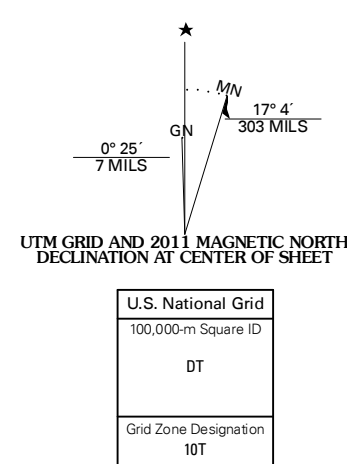 ★
MN
17° 4´
303 MILS
GN
0° 25´
7 MILS
UTM GRID AND 2011 MAGNETIC NORTH
DECLINATION AT CENTER OF SHEET
U.S. National Grid
100,000-m Square ID
DT
Grid Zone Designation
10T